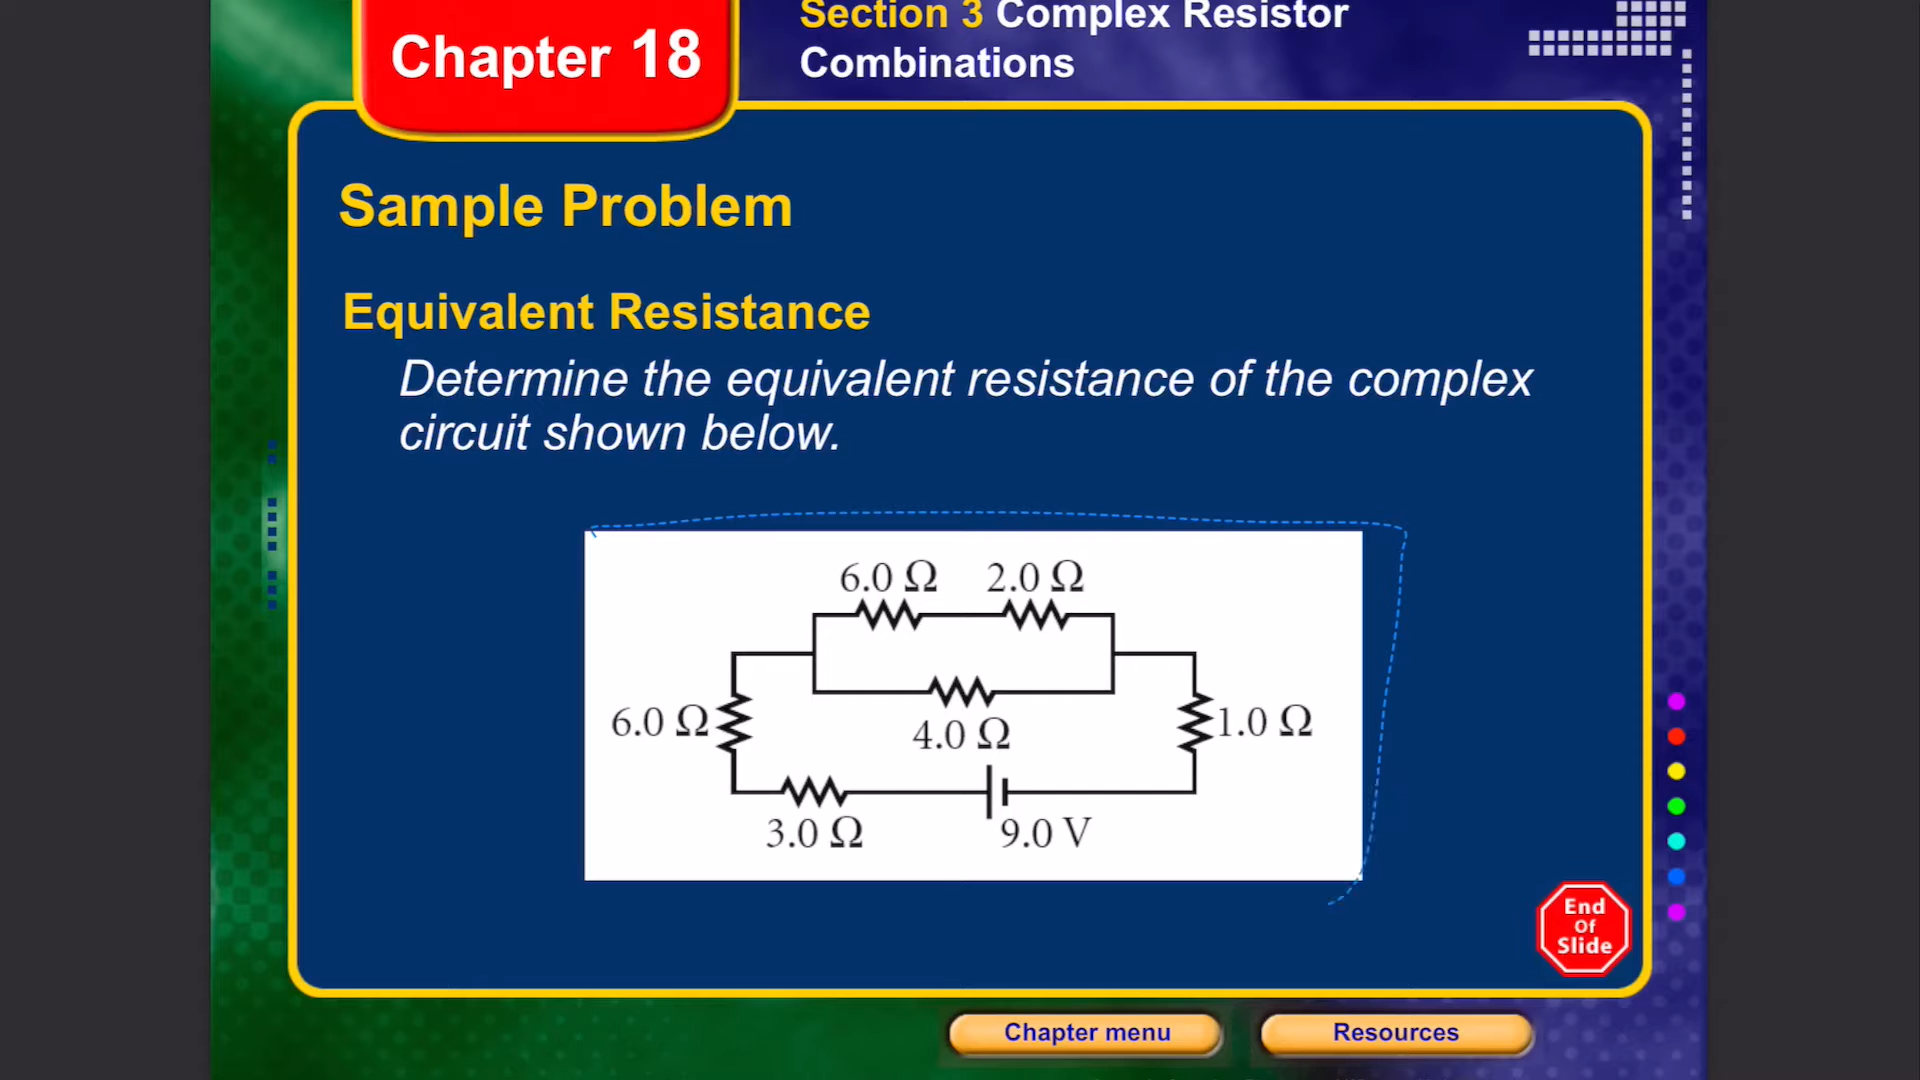 Chapter 18
Section 3 Complex Resistor
Combinations
Sample Problem
Equivalent Resistance
Determine the equivalent resistance of the complex
circuit shown below.
6.0 Ω 2.0 Ω
6.0 Ω
4.0 Ω
1.0 Ω
3.0 Ω
9.0 V
End
Of
Slide
Chapter menu
Resources